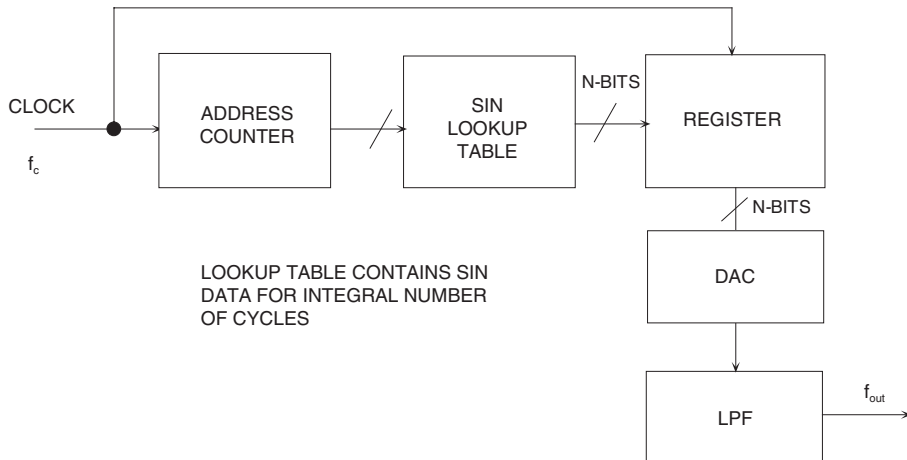 CLOCK
f_c
ADDRESS
COUNTER
SIN
LOOKUP
TABLE
N-BITS
REGISTER
N-BITS
LOOKUP TABLE CONTAINS SIN
DATA FOR INTEGRAL NUMBER
OF CYCLES
DAC
LPF
f_out